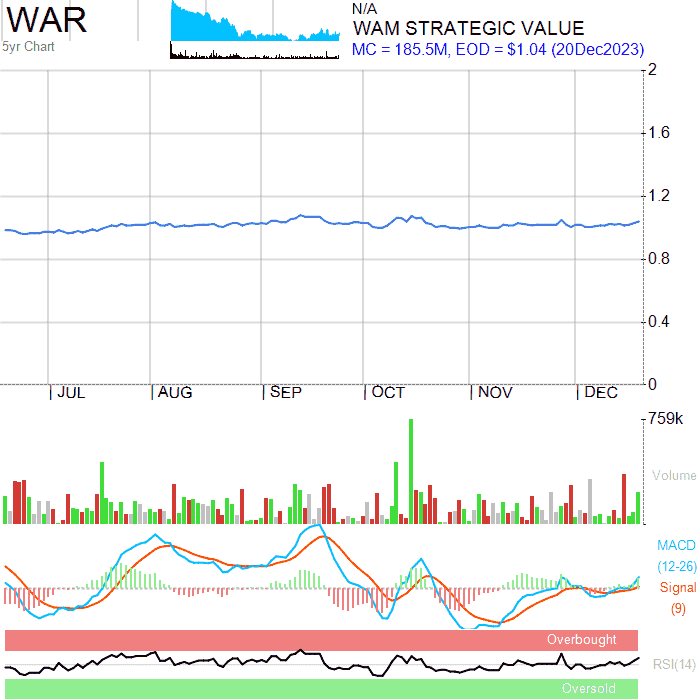 WAR
5yr Chart
N/A
WAM STRATEGIC VALUE
MC = 185.5M, EOD = $1.04 (20Dec2023)
2
1.6
1.2
0.8
0.4
0
JUL AUG SEP OCT NOV DEC
759k
Volume
MACD
(12-26)
Signal
(9)
Overbought
RSI(14)
Oversold